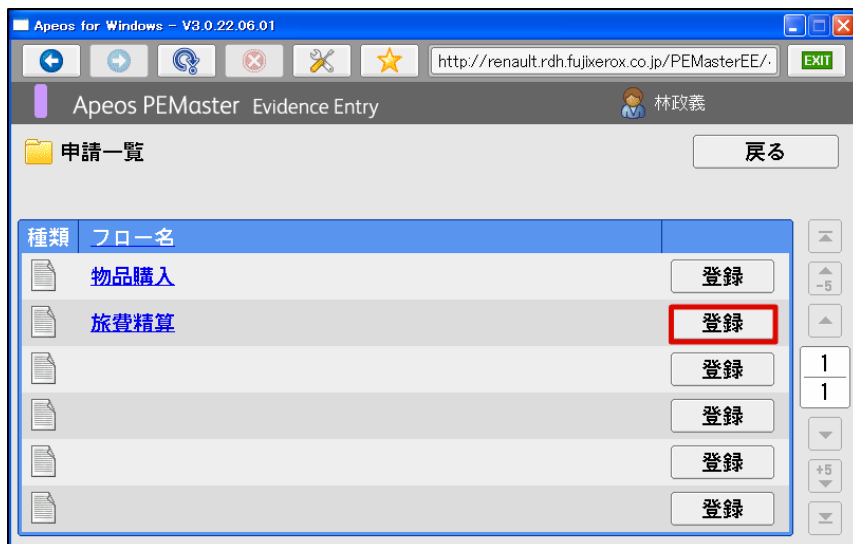 Apeos for Windows - V3.0.22.06.01
http://renault.rdh.fujixerox.co.jp/PEMasterEE/
EXIT
Apeos PEMaster Evidence Entry
林政義
申請一覧
戻る
種類 フロー名
物品購入 登録
-5
旅費精算 登録
登録
1
1
登録
登録
+5
登録